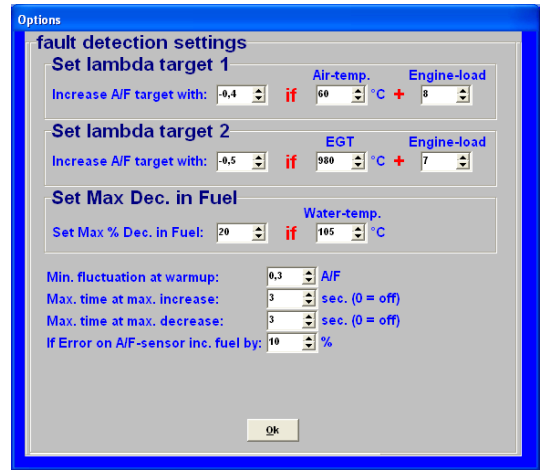 Options
fault detection settings
Set lambda target 1
Air-temp. Engine-load
Increase A/F target with: -0,4 if 60 °C + 8
Set lambda target 2
EGT Engine-load
Increase A/F target with: -0,5 if 980 °C + 7
Set Max Dec. in Fuel
Water-temp.
Set Max % Dec. in Fuel: 20 if 105 °C
Min. fluctuation at warmup: 0,3 A/F
Max. time at max. increase: 3 sec. (0 = off)
Max. time at max. decrease: 3 sec. (0 = off)
If Error on A/F-sensor inc. fuel by: 10 %
Ok